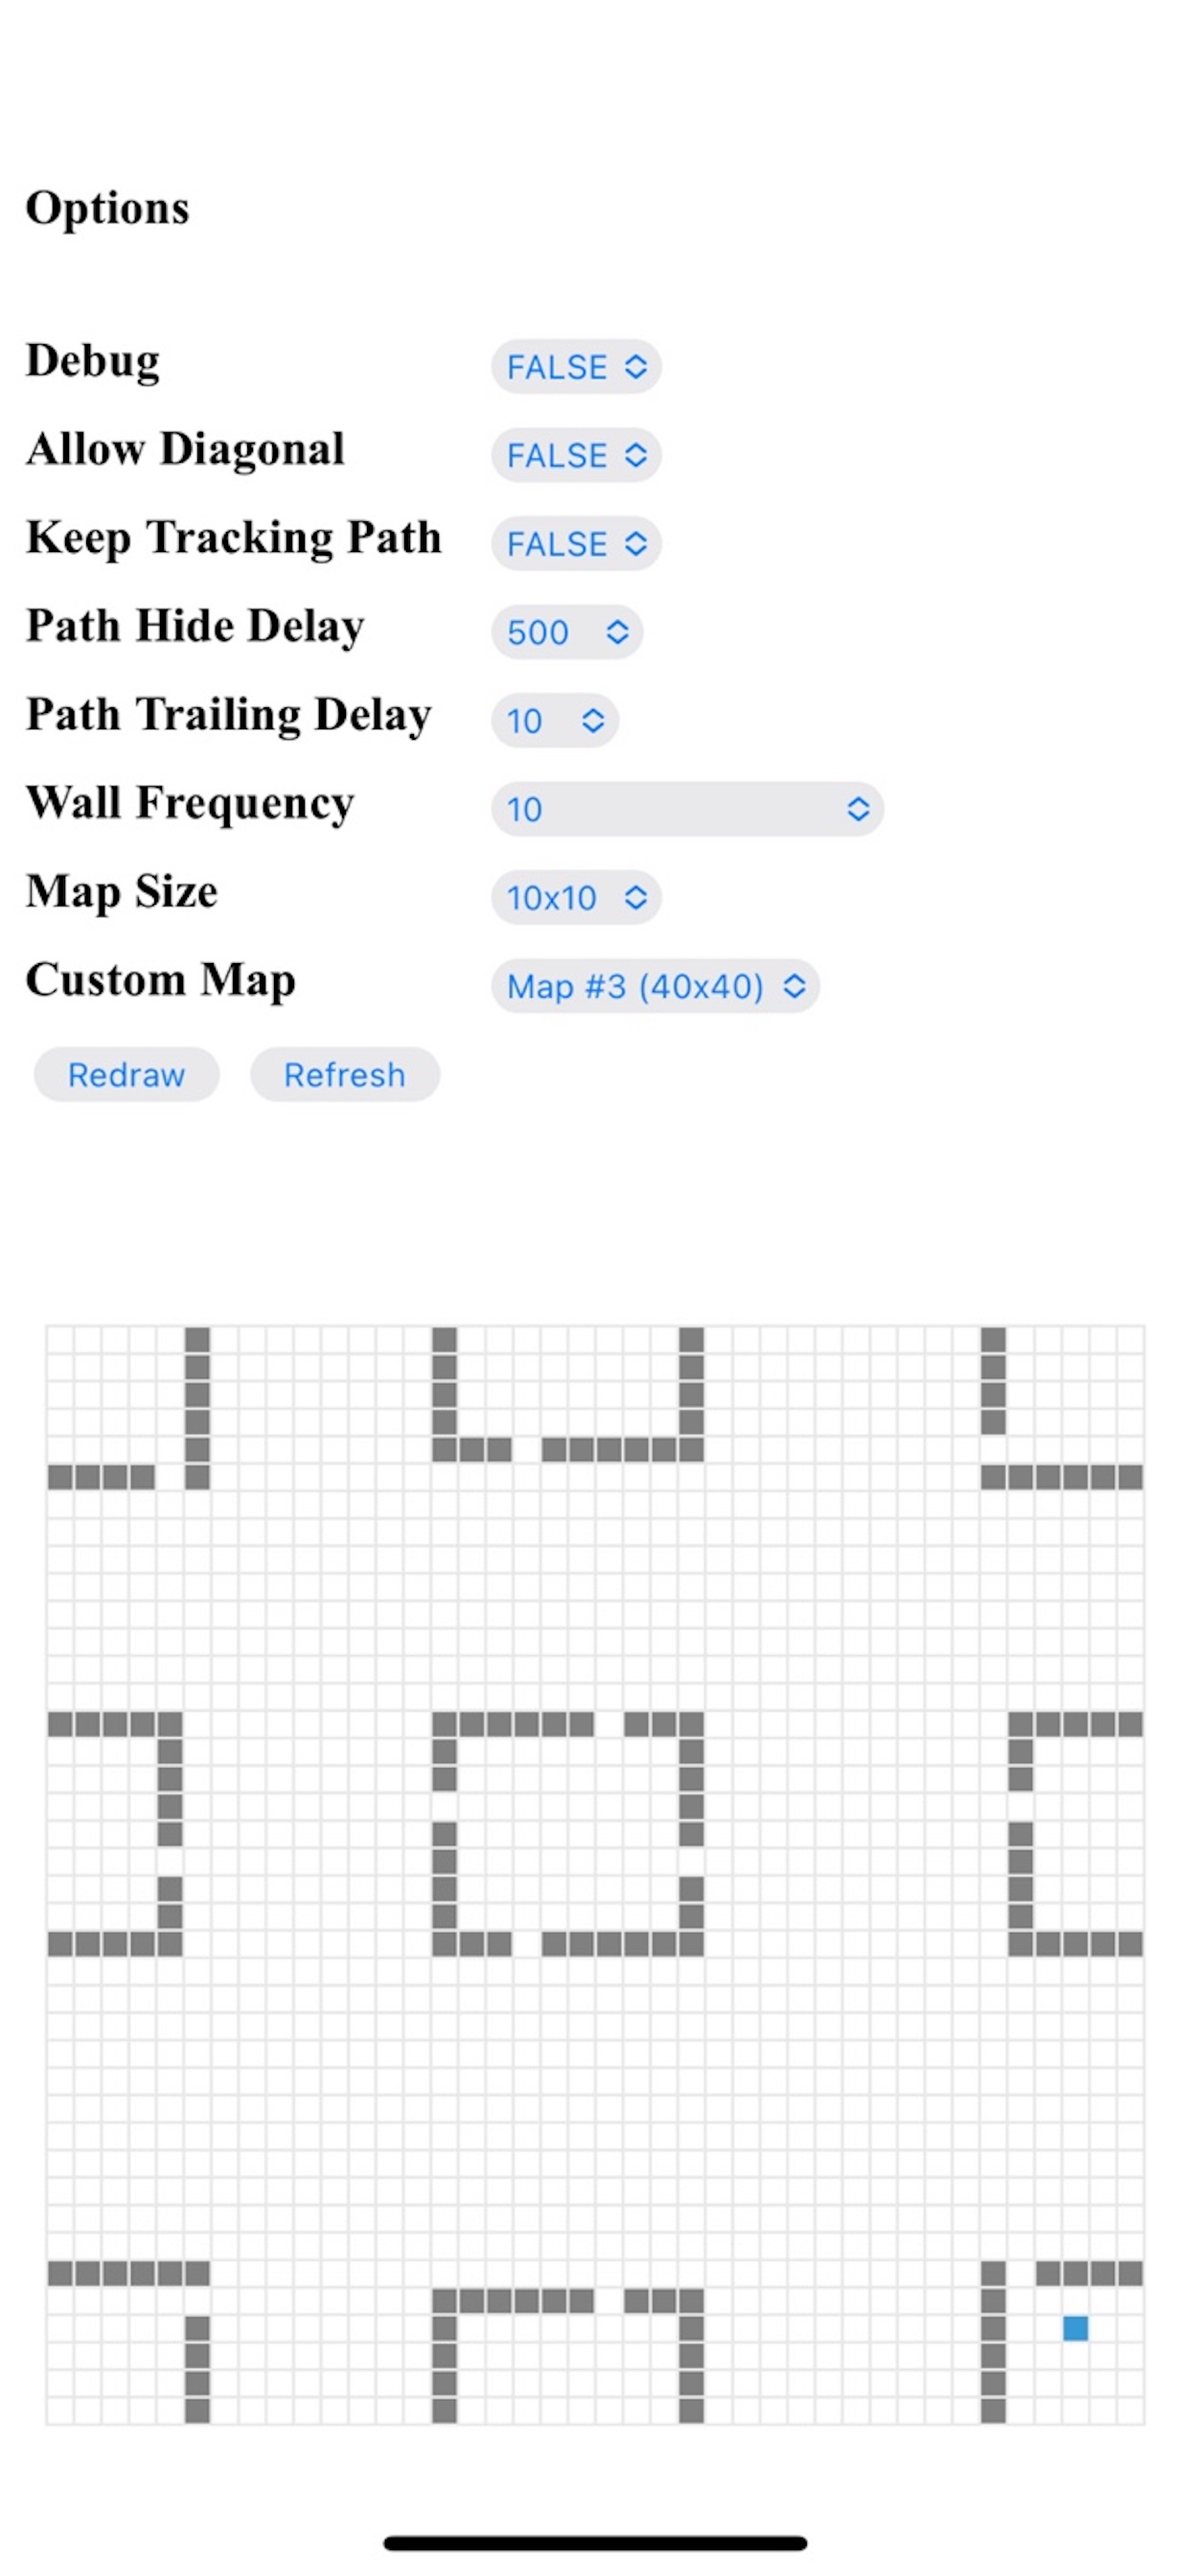 Options
Debug FALSE
Allow Diagonal FALSE
Keep Tracking Path FALSE
Path Hide Delay 500
Path Trailing Delay 10
Wall Frequency 10
Map Size 10x10
Custom Map Map #3 (40x40)
Redraw Refresh